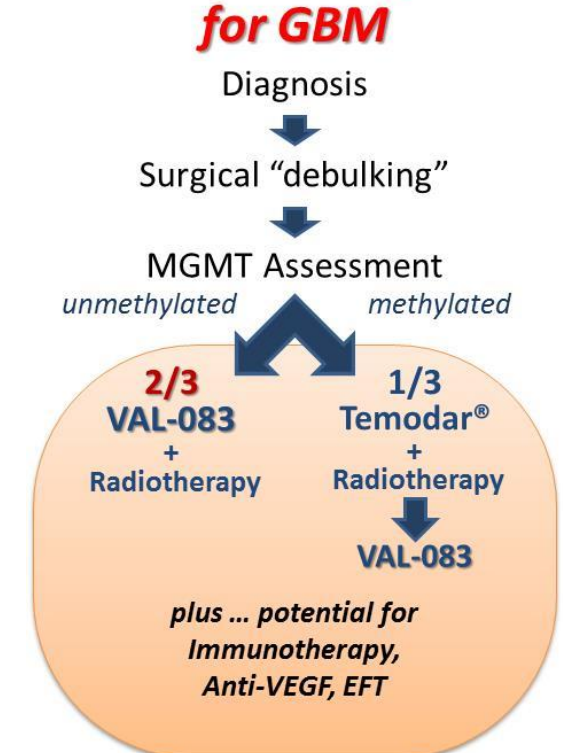 for GBM
Diagnosis
Surgical “debulking”
MGMT Assessment
unmethylated methylated
2/3
VAL-083
+
Radiotherapy
1/3
Temodar®
+
Radiotherapy
VAL-083
plus ... potential for
Immunotherapy,
Anti-VEGF, EFT